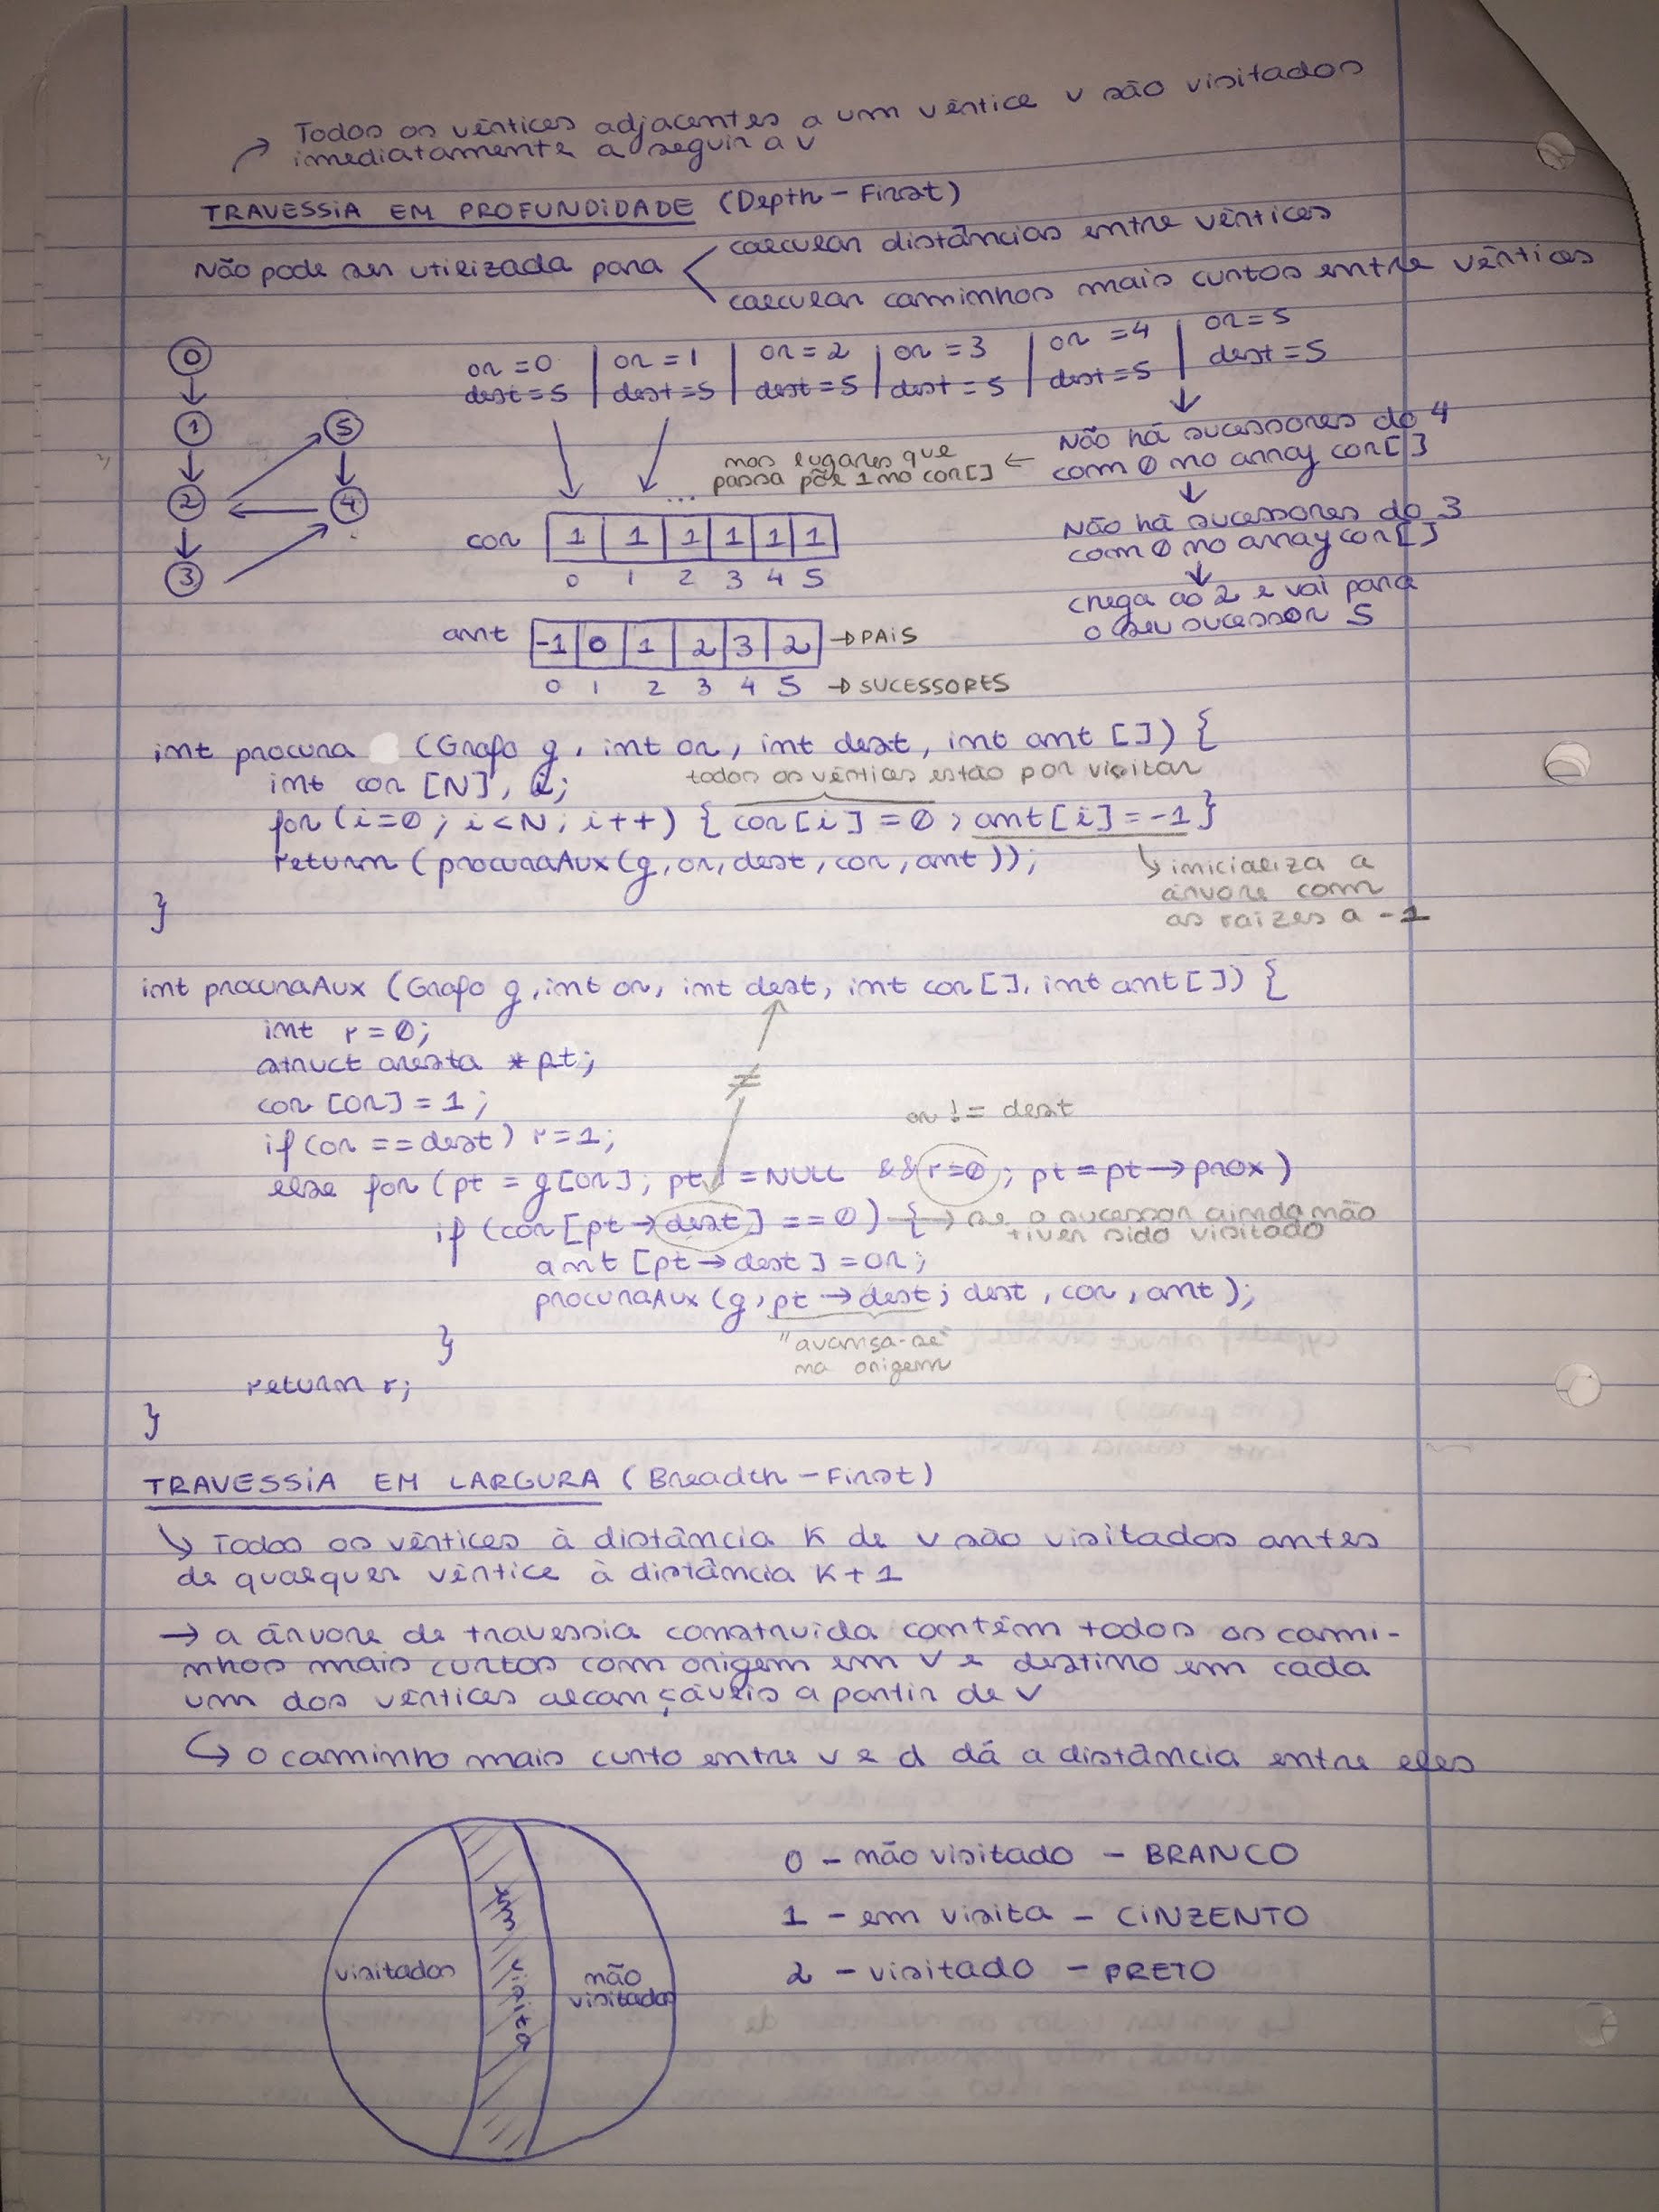 Todos os vértices adjacentes a um vértice v são visitados
imediatamente a seguir a v
TRAVESSIA EM PROFUNDIDADE (Depth-First)
Não pode ser utilizada para
calcular distâncias entre vértices
calcular caminhos mais curtos entre vértices
or=0 | or=1 | or=2 | or=3 | or=4 | or=5
dest=5 | dest=5 | dest=5 | dest=5 | dest=5 | dest=5
0
1
2
3
5
4
nos lugares que
passa põe 1 no cor[]
...
Não há sucessores do 4
com 0 no array cor[]
Não há sucessores do 3
com 0 no array cor[]
chega ao 2 e vai para
o seu sucessor 5
cor 1 1 1 1 1 1
0 1 2 3 4 5
ant -1 0 1 2 3 2 → PAIS
0 1 2 3 4 5 → SUCESSORES
int procura (Grafo g, int or, int dest, int ant []) {
int cor [N], i;
todos os vértices estão por visitar
for (i=0; i<N; i++) { cor[i]=0; ant[i]=-1}
return (procuraAux(g,or,dest,cor,ant));
inicializa a
árvore com
as raízes a -1
}
int procuraAux (Grafo g, int or, int dest, int cor[], int ant[]) {
int r=0;
struct aresta *pt;
≠
cor [or] = 1;
or != dest
if (or == dest) r=1;
else for (pt = g[or]; pt != NULL && r=0; pt = pt→prox)
if (cor[pt→dest] == 0) { → se o sucessor ainda não
tiver sido visitado
ant [pt→dest] = or;
procuraAux (g, pt→dest; dest, cor, ant);
"avança-se"
na origem
}
return r;
}
TRAVESSIA EM LARGURA (Breadth-First)
↳ Todos os vértices à distância K de v são visitados antes
de qualquer vértice à distância K+1
→ a árvore de travessia construída contém todos os cami-
nhos mais curtos com origem em v e destino em cada
um dos vértices alcançáveis a partir de v
↳ o caminho mais curto entre v e d dá a distância entre eles
visitados
em visita
não
visitados
0 - não visitado - BRANCO
1 - em visita - CINZENTO
2 - visitado - PRETO